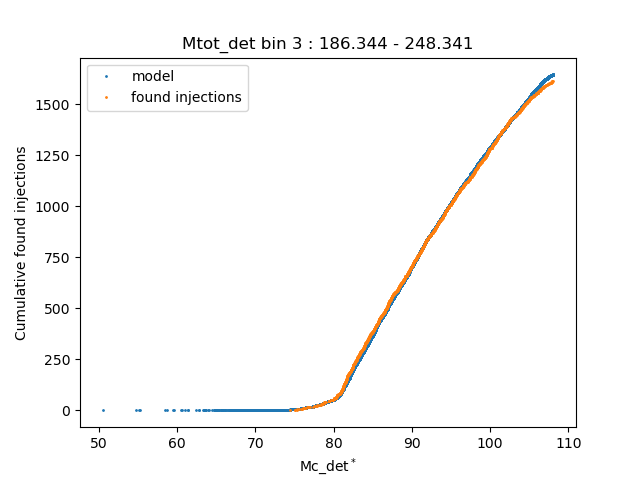 Mtot_det bin 3 : 186.344 - 248.341
model
found injections
Cumulative found injections
1500
1250
1000
750
500
250
0
50 60 70 80 90 100 110
Mc_det*